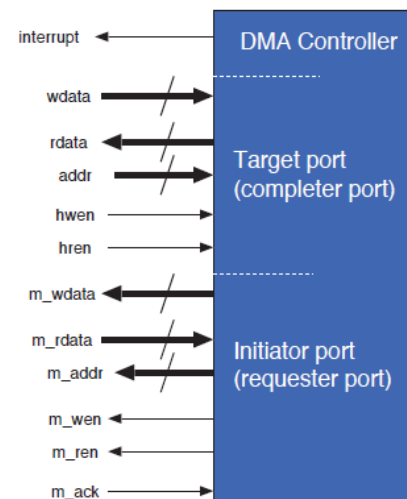 interrupt
DMA Controller
wdata
rdata
addr
hwen
hren
Target port
(completer port)
m_wdata
m_rdata
m_addr
m_wen
m_ren
m_ack
Initiator port
(requester port)